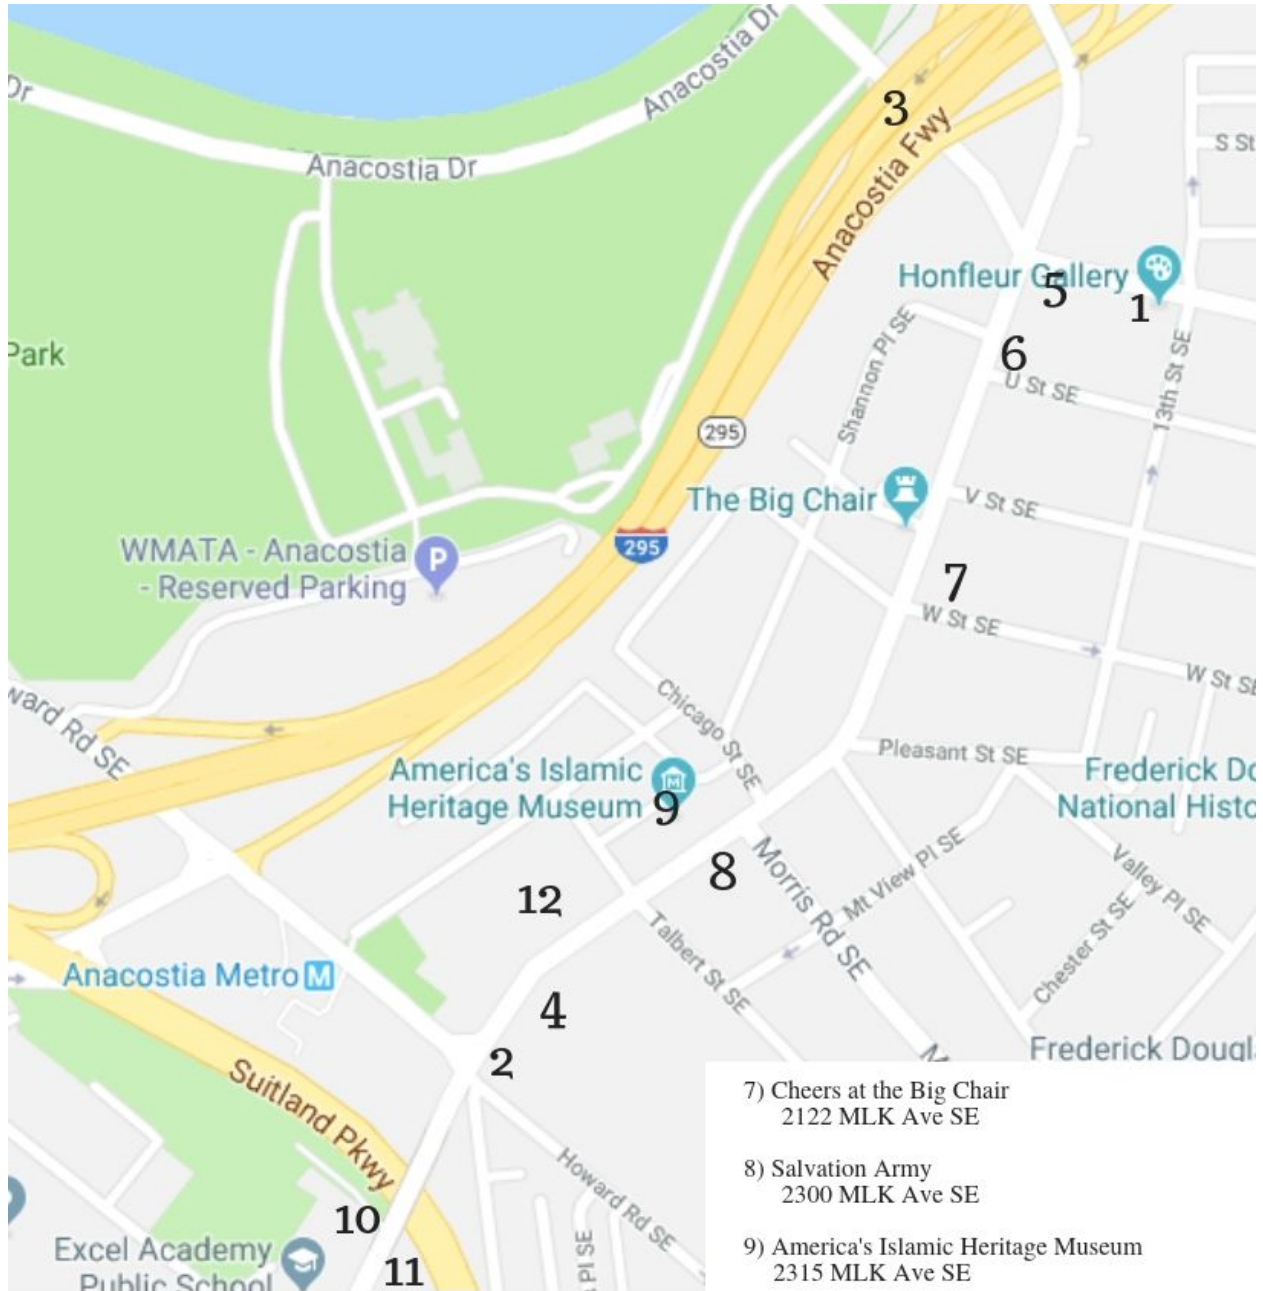 Dr
Anacostia Dr
Anacostia Dr
3
Anacostia Fwy
S St
Honfleur Gallery
5
1
Park
Shannon Pl SE
6
U St SE
13th St SE
295
The Big Chair
V St SE
295
WMATA - Anacostia
- Reserved Parking
P
7
W St SE
W St SE
ward Rd SE
Chicago St SE
Pleasant St SE
America's Islamic
Heritage Museum
M
9
Frederick Do
National Histo
8
Morris Rd SE
Mt View Pl SE
Valley Pl SE
12
Talbert St SE
Chester St SE
Anacostia Metro M
4
2
Frederick Dougl
M
Suitland Pkwy
Howard Rd SE
10
Pl SE
Excel Academy
Public School
11
7) Cheers at the Big Chair
2122 MLK Ave SE
8) Salvation Army
2300 MLK Ave SE
9) America's Islamic Heritage Museum
2315 MLK Ave SE